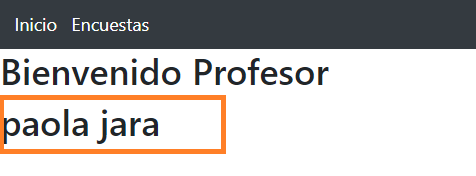 Inicio Encuestas
Bienvenido Profesor
paola jara